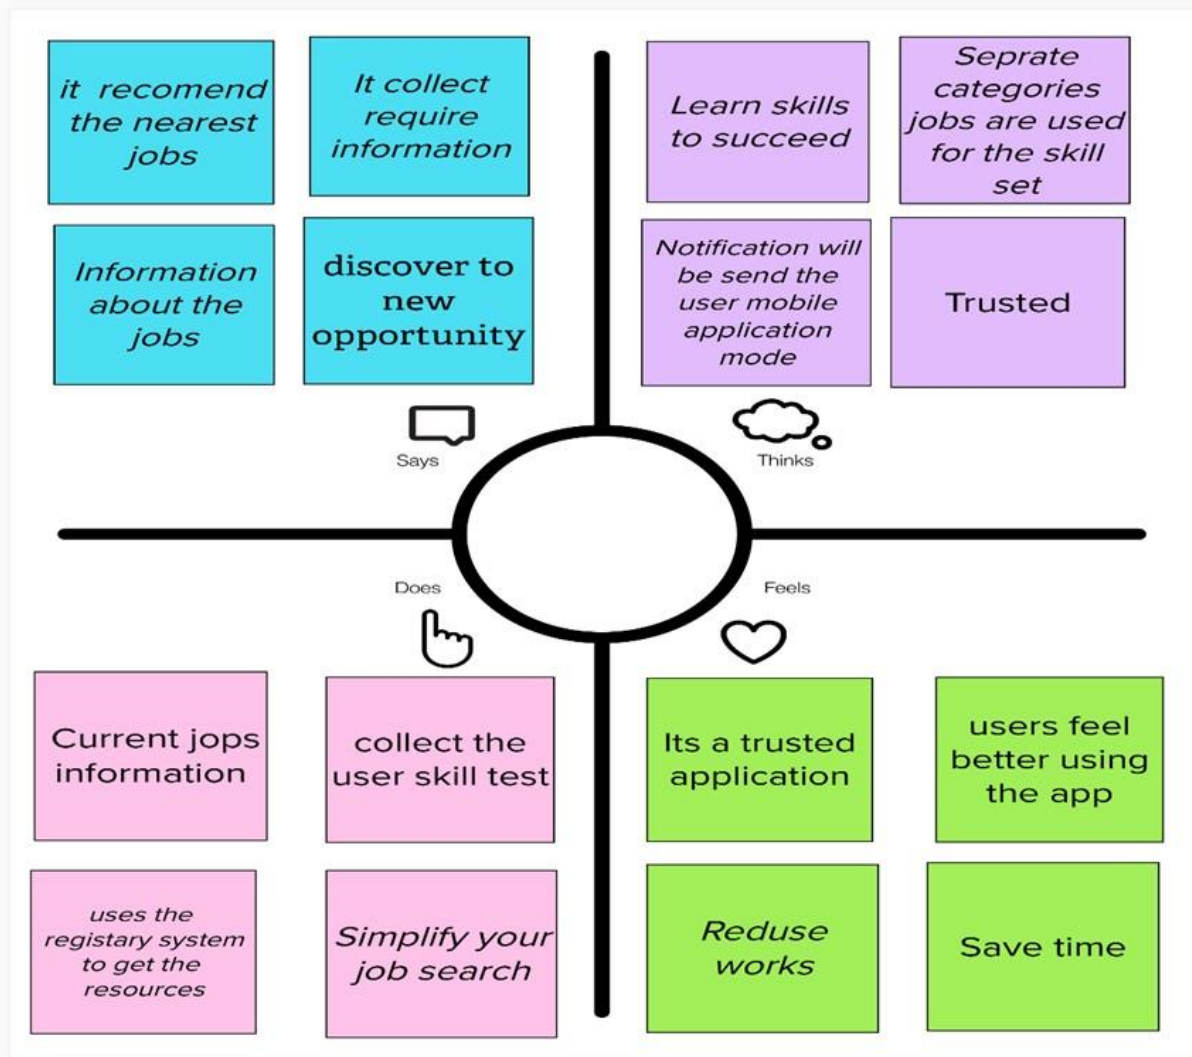 it recomend
the nearest
jobs
It collect
require
information
Information
about the
jobs
discover to
new
opportunity
Says
Learn skills
to succeed
Seprate
categories
jobs are used
for the skill
set
Notification will
be send the
user mobile
application
mode
Trusted
Thinks
Does
Current jops
information
collect the
user skill test
uses the
registary system
to get the
resources
Simplify your
job search
Feels
Its a trusted
application
users feel
better using
the app
Reduse
works
Save time